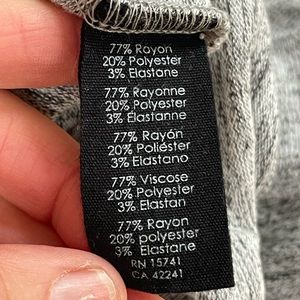 77% Rayon
20% Polyester
3% Elastane
77% Rayonne
20% Polyester
3% Elastanne
77% Rayón
20% Poliéster
3% Elastano
77% Viscose
20% Polyester
3% Elastan
77% Rayon
20% polyester
3% Elastane
RN 15741
CA 42241